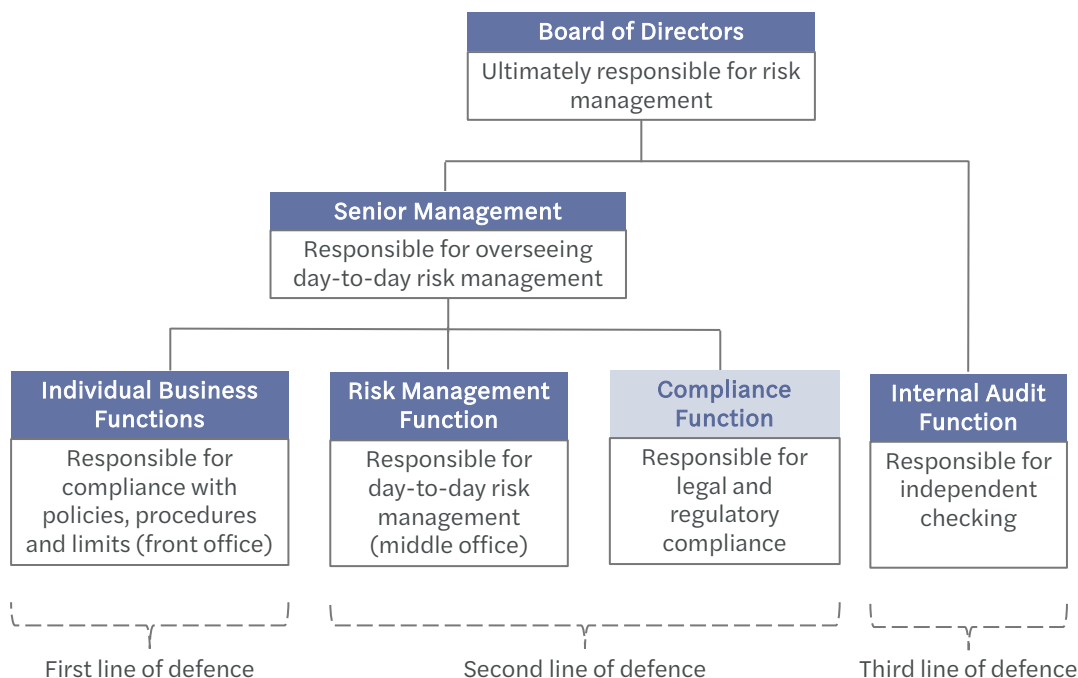 Board of Directors
Ultimately responsible for risk
management
Senior Management
Responsible for overseeing
day-to-day risk management
Individual Business
Functions
Responsible for
compliance with
policies, procedures
and limits (front office)
Risk Management
Function
Responsible for
day-to-day risk
management
(middle office)
Compliance
Function
Responsible for
legal and
regulatory
compliance
Internal Audit
Function
Responsible for
independent
checking
First line of defence
Second line of defence
Third line of defence